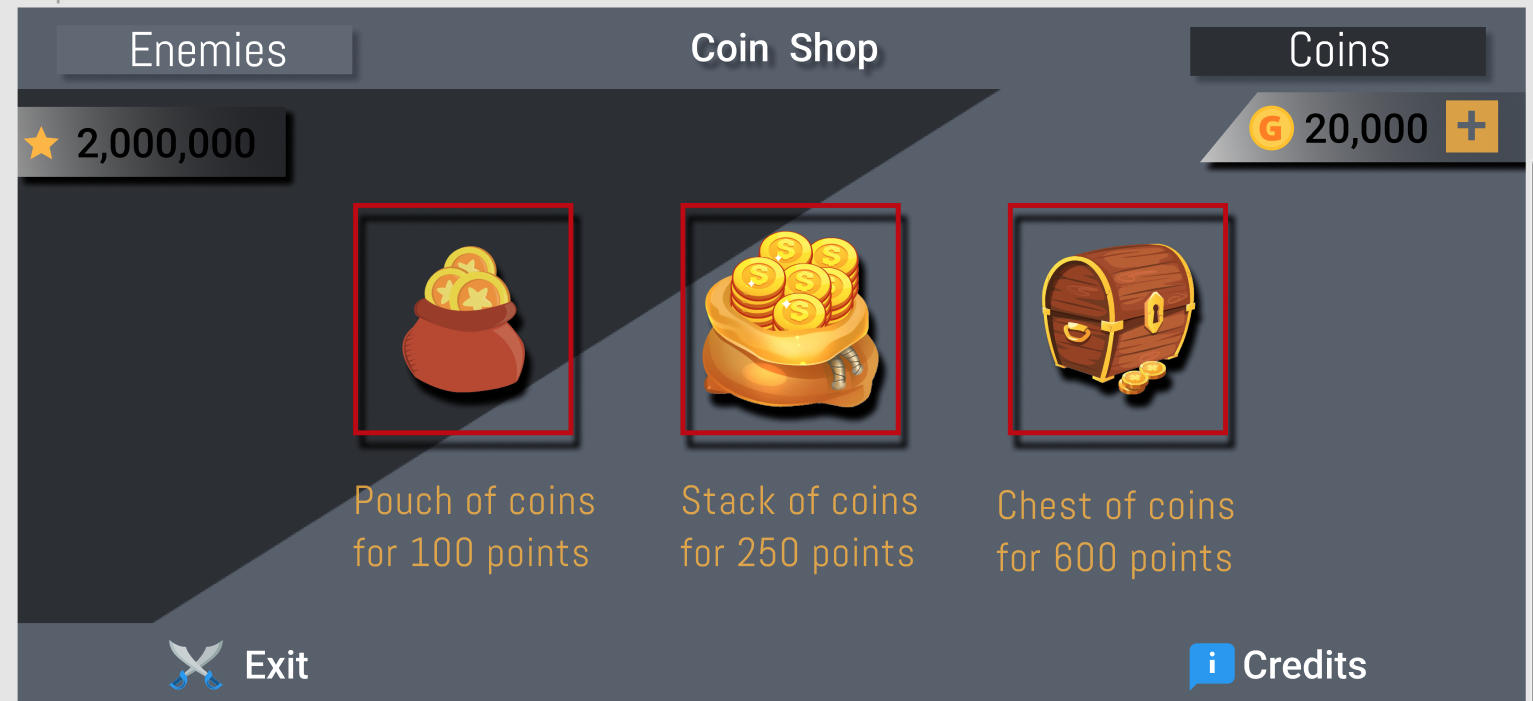 Enemies
Coin Shop
Coins
2,000,000
G 20,000 +
$ $ $ $ $
Pouch of coins
for 100 points
Stack of coins
for 250 points
Chest of coins
for 600 points
Exit
i Credits